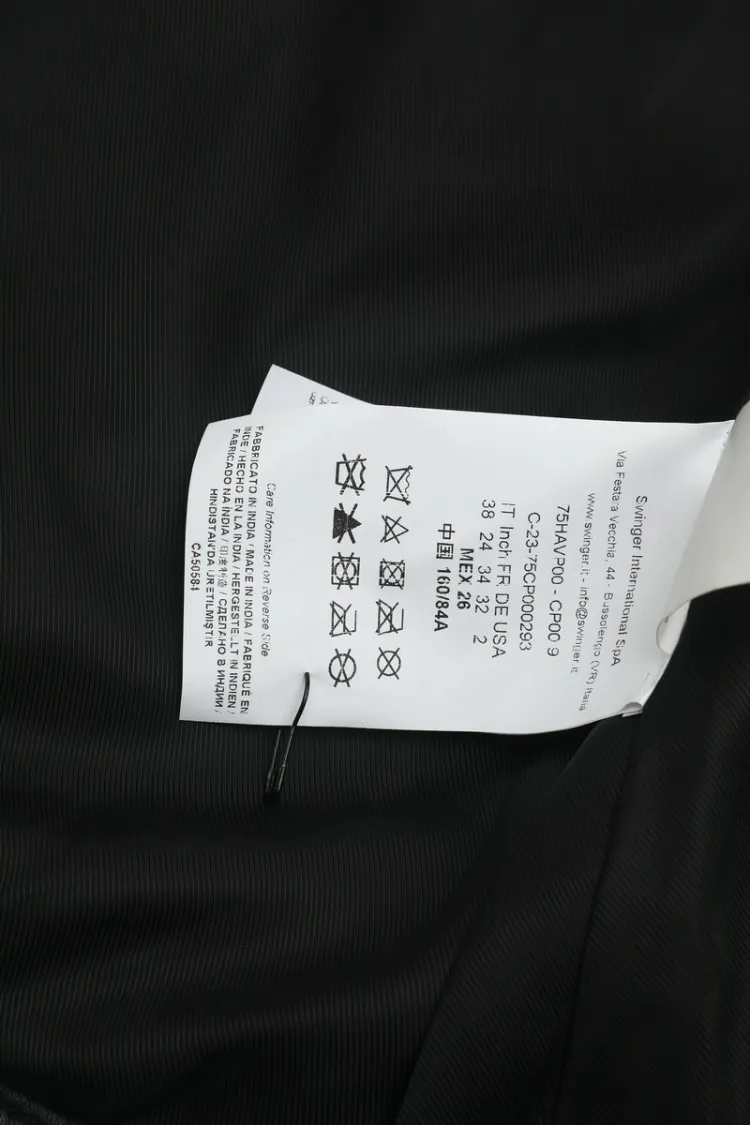 Swinger International SpA
Via Festara Vecchia, 44 - Bussolengo (VR) Italia
www.swinger.it - info@swinger.it
75HAVP00 - CP00 9
C-23-75CP000293
IT Inch FR DE USA
38 24 34 32 2
MEX 26
中国 160/84A
Care Information on Reverse Side
FABBRICATO IN INDIA / MADE IN INDIA / FABRIQUÉ EN
INDE / HECHO EN LA INDIA / HERGESTELLT IN INDIEN /
FABRICADO NA ÍNDIA / 印度制造 / СДЕЛАНО В ИНДИИ /
HINDISTAN'DA ÜRETILMIŞTIR
CA50584